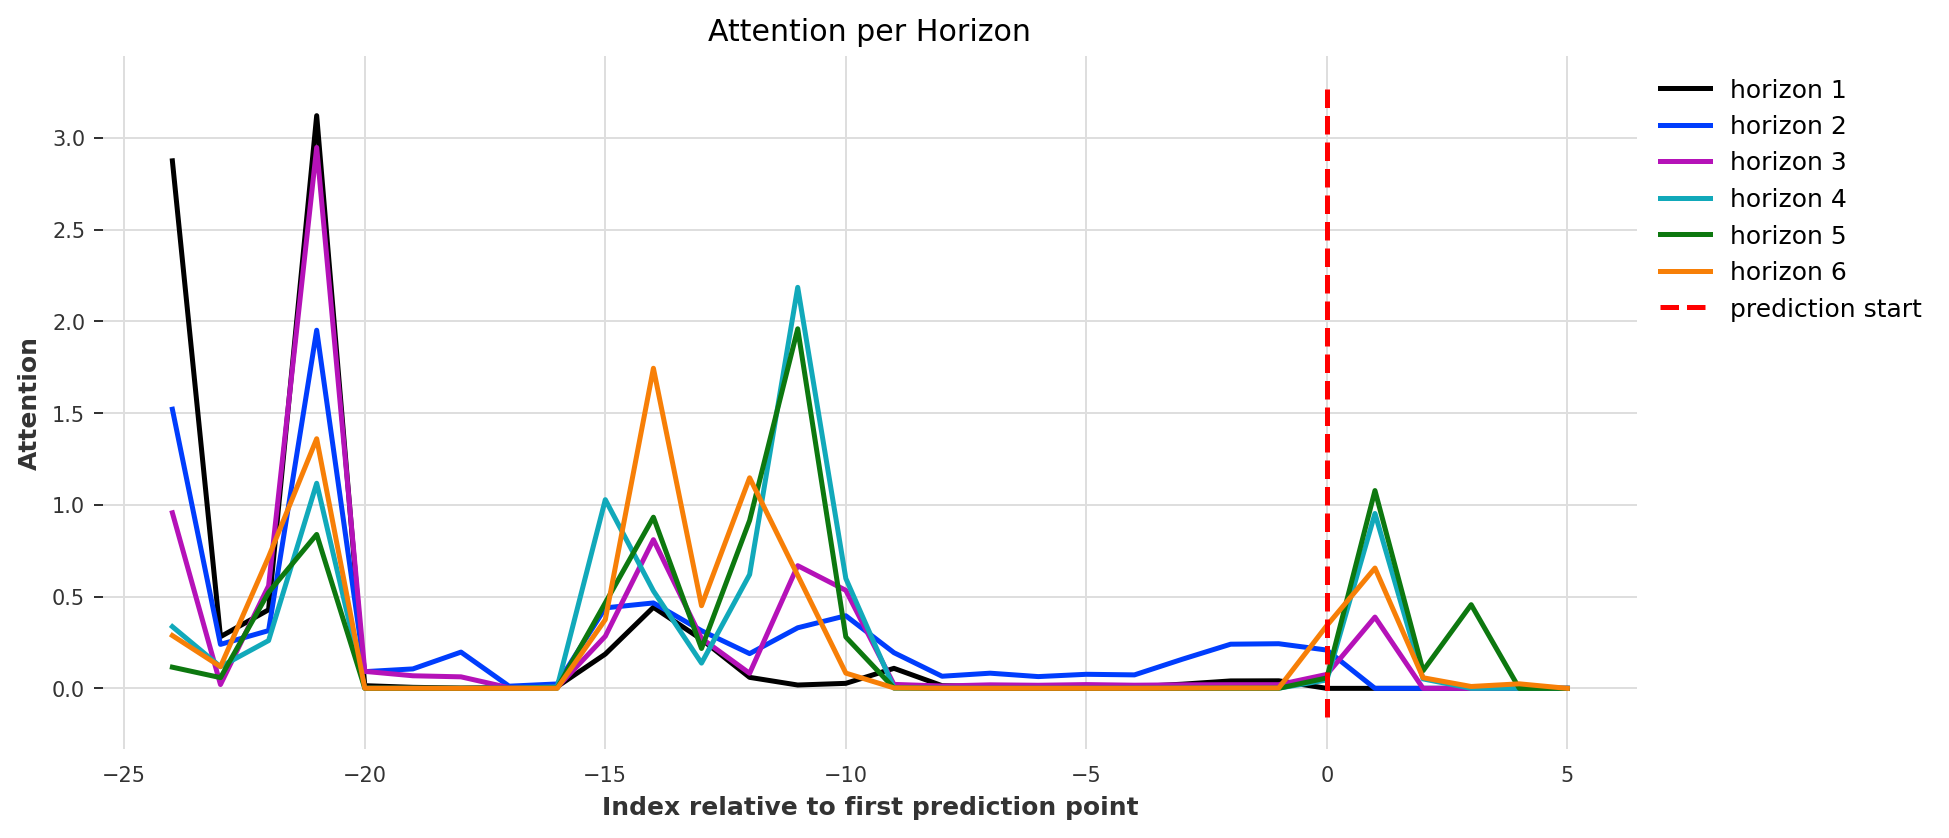 Attention per Horizon
Attention
3.0
2.5
2.0
1.5
1.0
0.5
0.0
−25
−20
−15
−10
−5
0
5
Index relative to first prediction point
horizon 1
horizon 2
horizon 3
horizon 4
horizon 5
horizon 6
prediction start